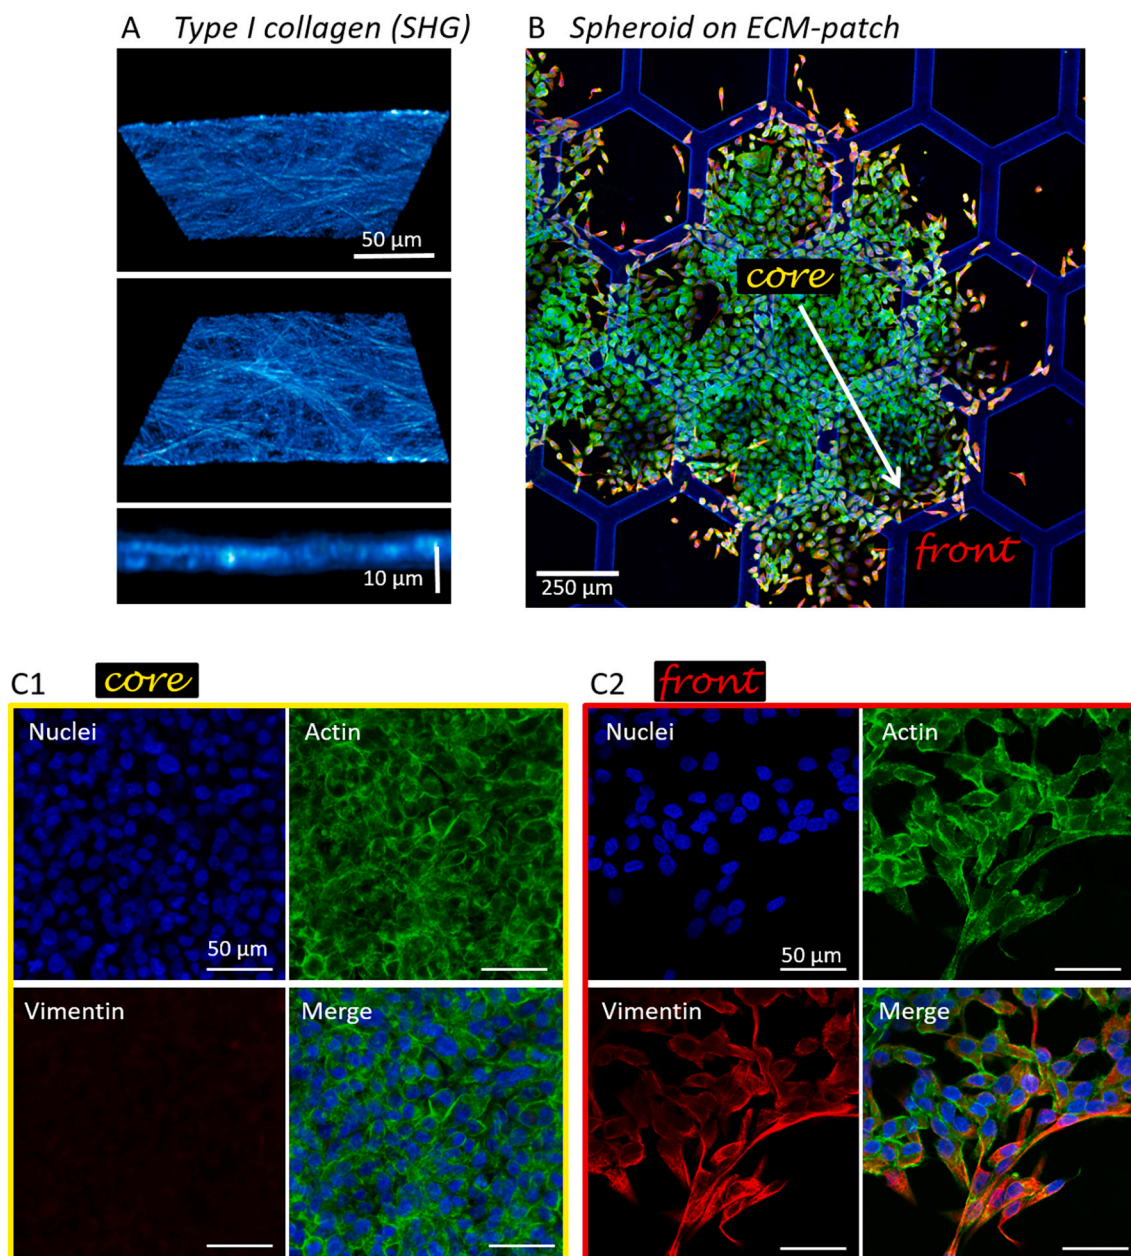 A Type I collagen (SHG)
50 µm
10 µm
B Spheroid on ECM-patch
core
front
250 µm
C1 core
Nuclei
Actin
50 µm
Vimentin
Merge
C2 front
Nuclei
Actin
50 µm
Vimentin
Merge